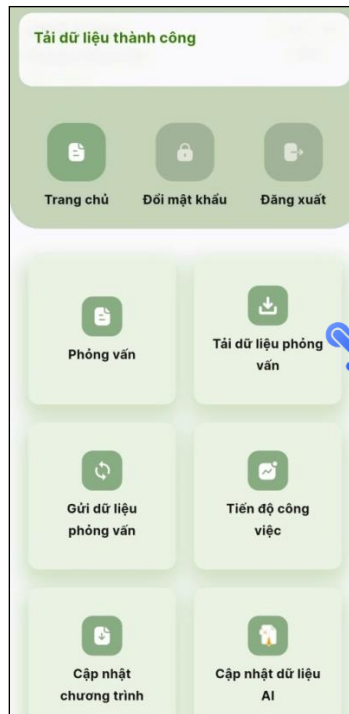 Tải dữ liệu thành công
Trang chủ
Đổi mật khẩu
Đăng xuất
Phỏng vấn
Tải dữ liệu phỏng
vấn
Gửi dữ liệu
phỏng vấn
Tiến độ công
việc
Cập nhật
chương trình
Cập nhật dữ liệu
AI